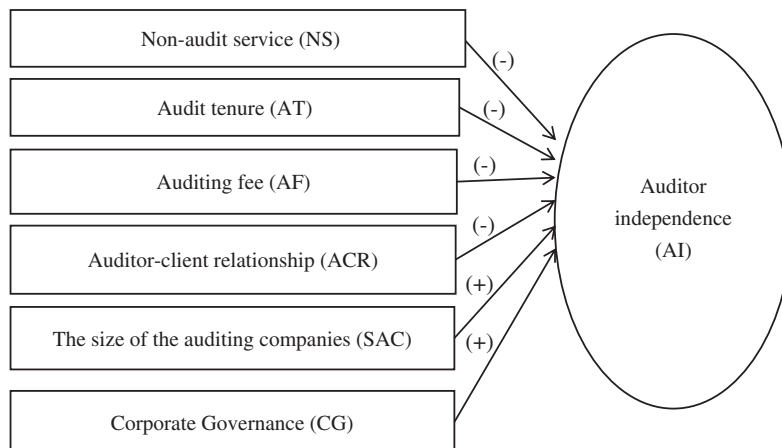 Non-audit service (NS)
(-)
Audit tenure (AT)
(-)
Auditing fee (AF)
(-)
Auditor-client relationship (ACR)
(-)
The size of the auditing companies (SAC)
(+)
Corporate Governance (CG)
(+)
Auditor
independence
(AI)